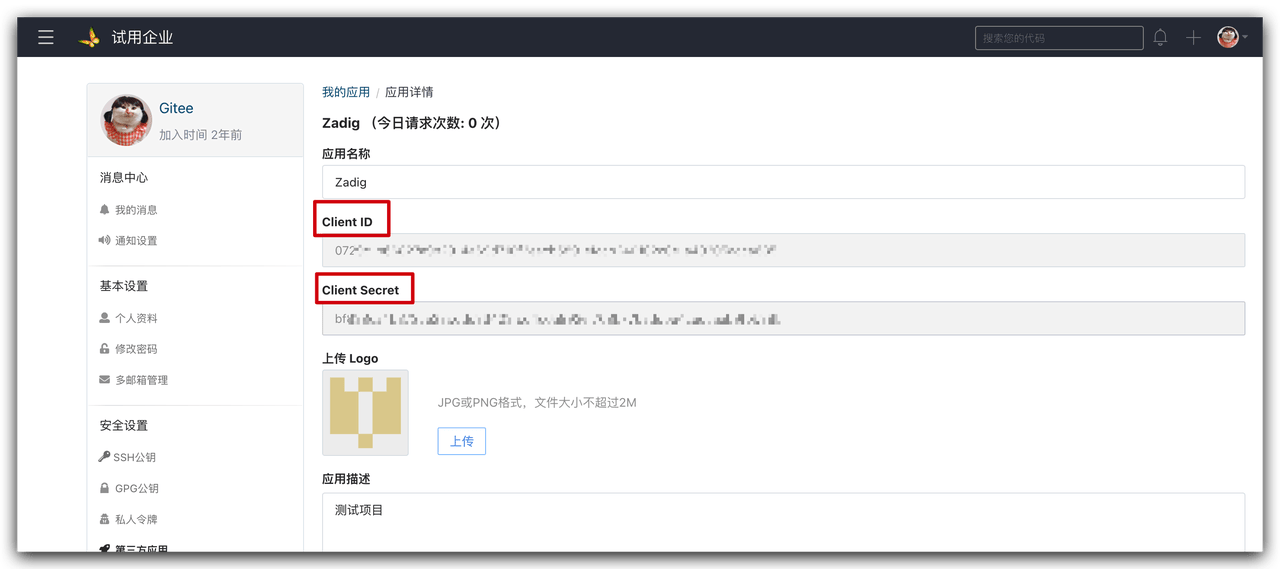 试用企业
搜索您的代码
Gitee
加入时间 2年前
消息中心
我的消息
通知设置
基本设置
个人资料
修改密码
多邮箱管理
安全设置
SSH公钥
GPG公钥
私人令牌
第三方应用
我的应用 / 应用详情
Zadig （今日请求次数: 0 次）
应用名称
Zadig
Client ID
072
Client Secret
上传 Logo
JPG或PNG格式，文件大小不超过2M
上传
应用描述
测试项目